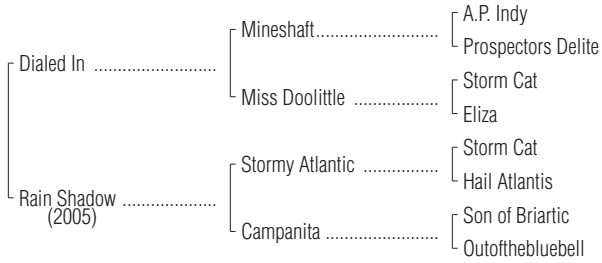 A.P. Indy
Mineshaft
Prospectors Delite
Dialed In
Storm Cat
Miss Doolittle
Eliza
Storm Cat
Stormy Atlantic
Hail Atlantis
Rain Shadow
(2005)
Son of Briartic
Campanita
Outofthebluebell